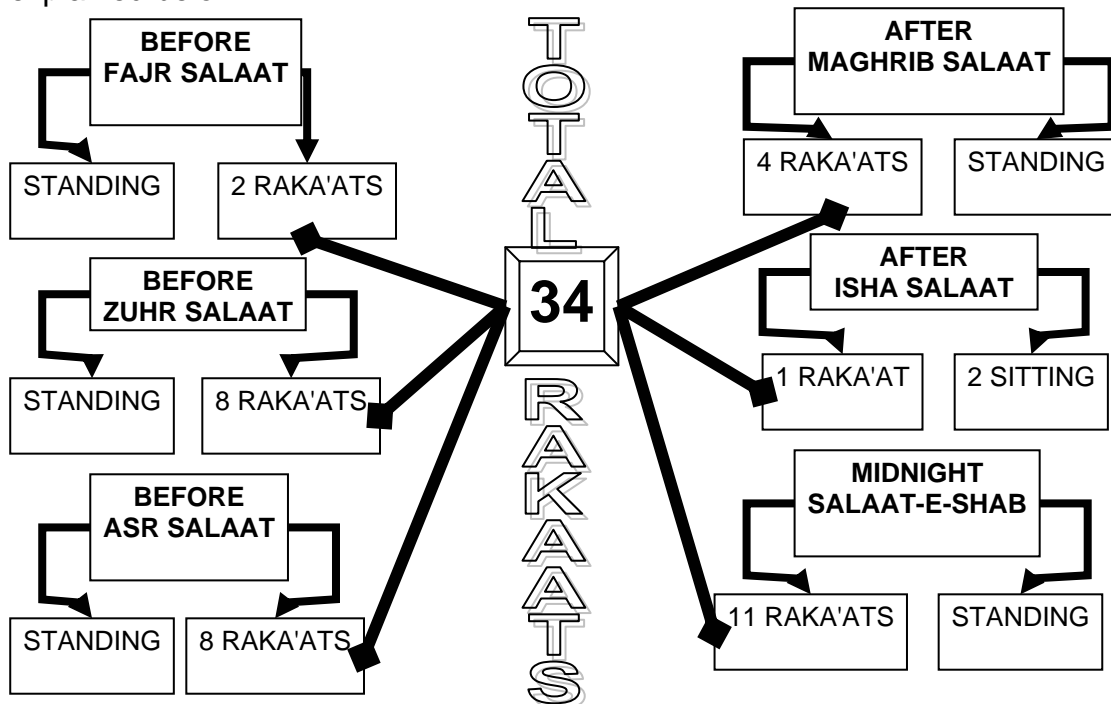 BEFORE
FAJR SALAAT
STANDING
2 RAKA'ATS
BEFORE
ZUHR SALAAT
STANDING
8 RAKA'ATS
BEFORE
ASR SALAAT
STANDING
8 RAKA'ATS
TOTAL
34
RAKAATS
AFTER
MAGHRIB SALAAT
4 RAKA'ATS
STANDING
AFTER
ISHA SALAAT
1 RAKA'AT
2 SITTING
MIDNIGHT
SALAAT-E-SHAB
11 RAKA'ATS
STANDING